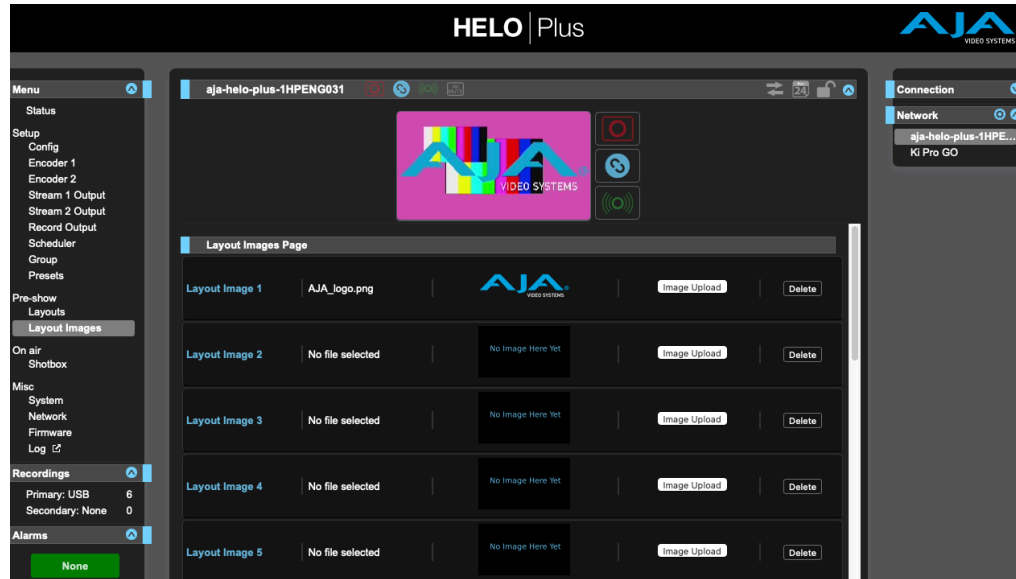 HELO | Plus
AJA
VIDEO SYSTEMS
Menu
Status
Setup
Config
Encoder 1
Encoder 2
Stream 1 Output
Stream 2 Output
Record Output
Scheduler
Group
Presets
Pre-show
Layouts
Layout Images
On air
Shotbox
Misc
System
Network
Firmware
Log
Recordings
Primary: USB 6
Secondary: None 0
Alarms
None
aja-helo-plus-1HPENG031
24
AJA
VIDEO SYSTEMS
Layout Images Page
Layout Image 1 AJA_logo.png AJA VIDEO SYSTEMS Image Upload Delete
Layout Image 2 No file selected No Image Here Yet Image Upload Delete
Layout Image 3 No file selected No Image Here Yet Image Upload Delete
Layout Image 4 No file selected No Image Here Yet Image Upload Delete
Layout Image 5 No file selected No Image Here Yet Image Upload Delete
Connection
Network
aja-helo-plus-1HPE...
Ki Pro GO